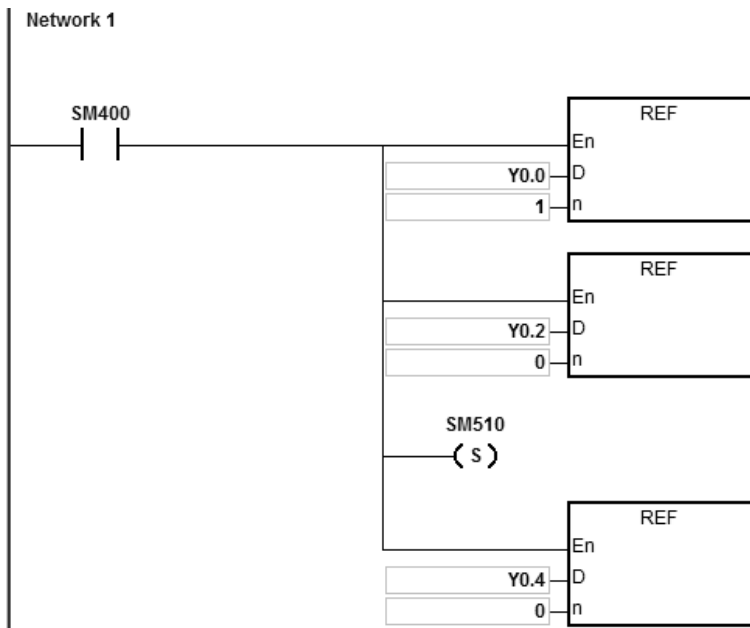 Network 1
SM400
REF
En
Y0.0 D
1 n
REF
En
Y0.2 D
0 n
SM510
( S )
REF
En
Y0.4 D
0 n